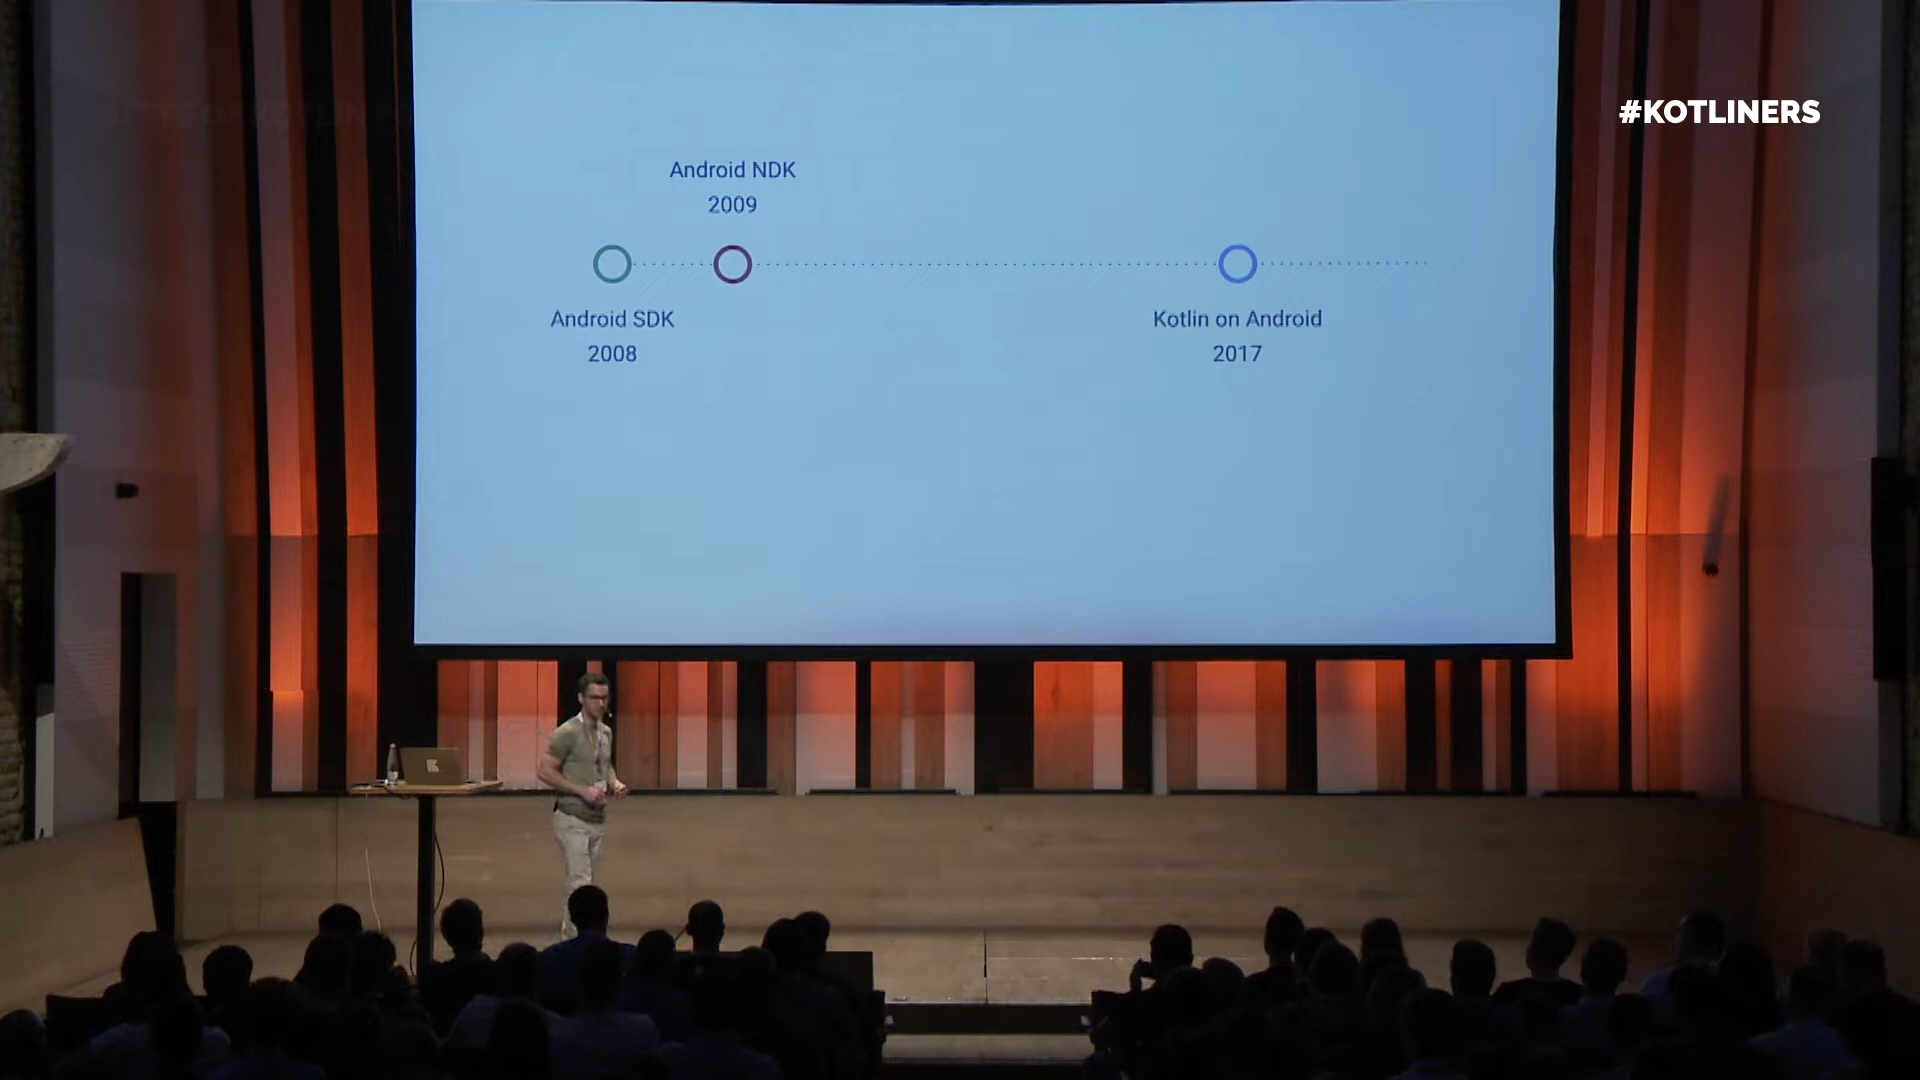 #KOTLINERS
Android NDK
2009
Android SDK
2008
Kotlin on Android
2017